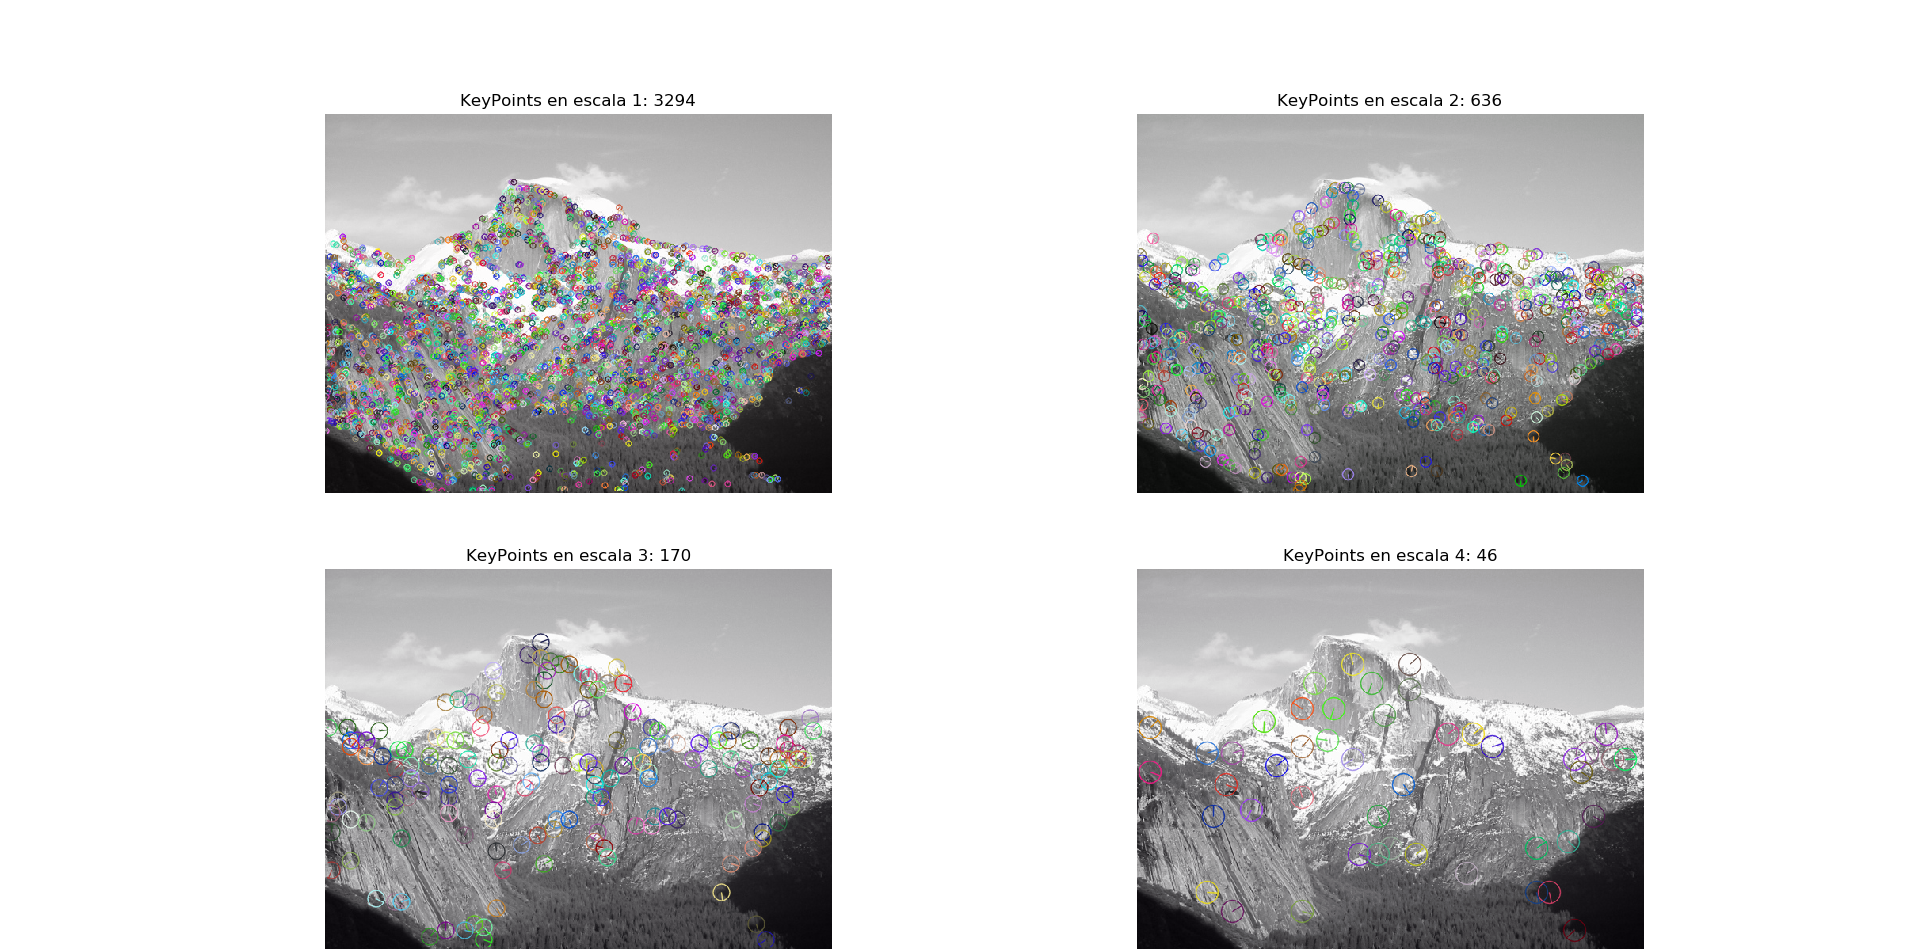 KeyPoints en escala 1: 3294
KeyPoints en escala 2: 636
KeyPoints en escala 3: 170
KeyPoints en escala 4: 46